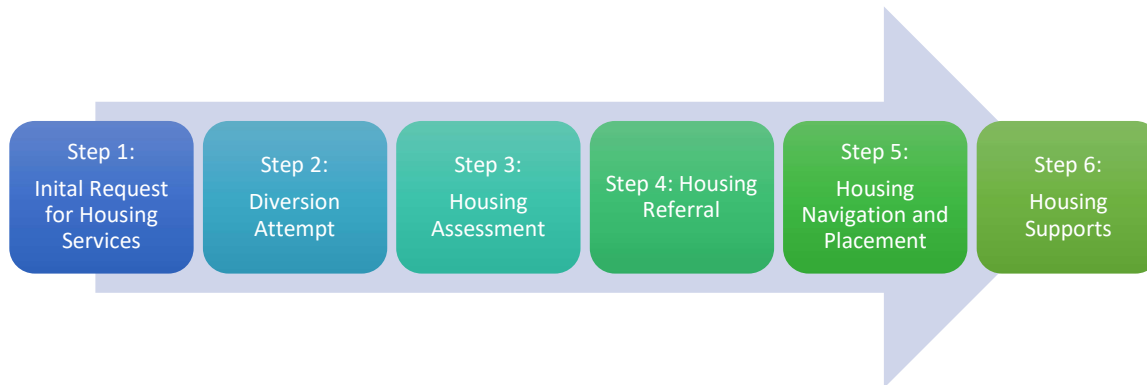 Step 1:
Inital Request
for Housing
Services
Step 2:
Diversion
Attempt
Step 3:
Housing
Assessment
Step 4: Housing
Referral
Step 5:
Housing
Navigation and
Placement
Step 6:
Housing
Supports